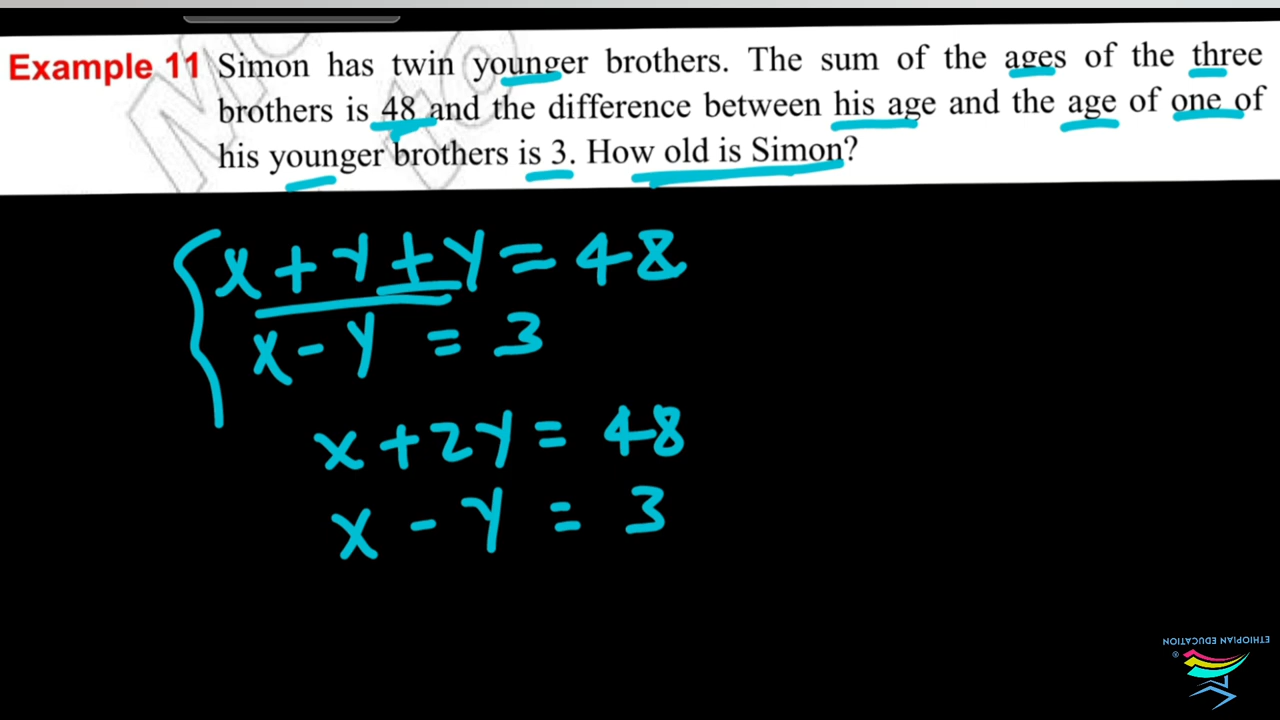 Example 11 Simon has twin younger brothers. The sum of the ages of the three
brothers is 48 and the difference between his age and the age of one of
his younger brothers is 3. How old is Simon?
x + y + y = 48
x - y = 3
x + 2y = 48
x - y = 3
ETHIOPIAN EDUCATION
®